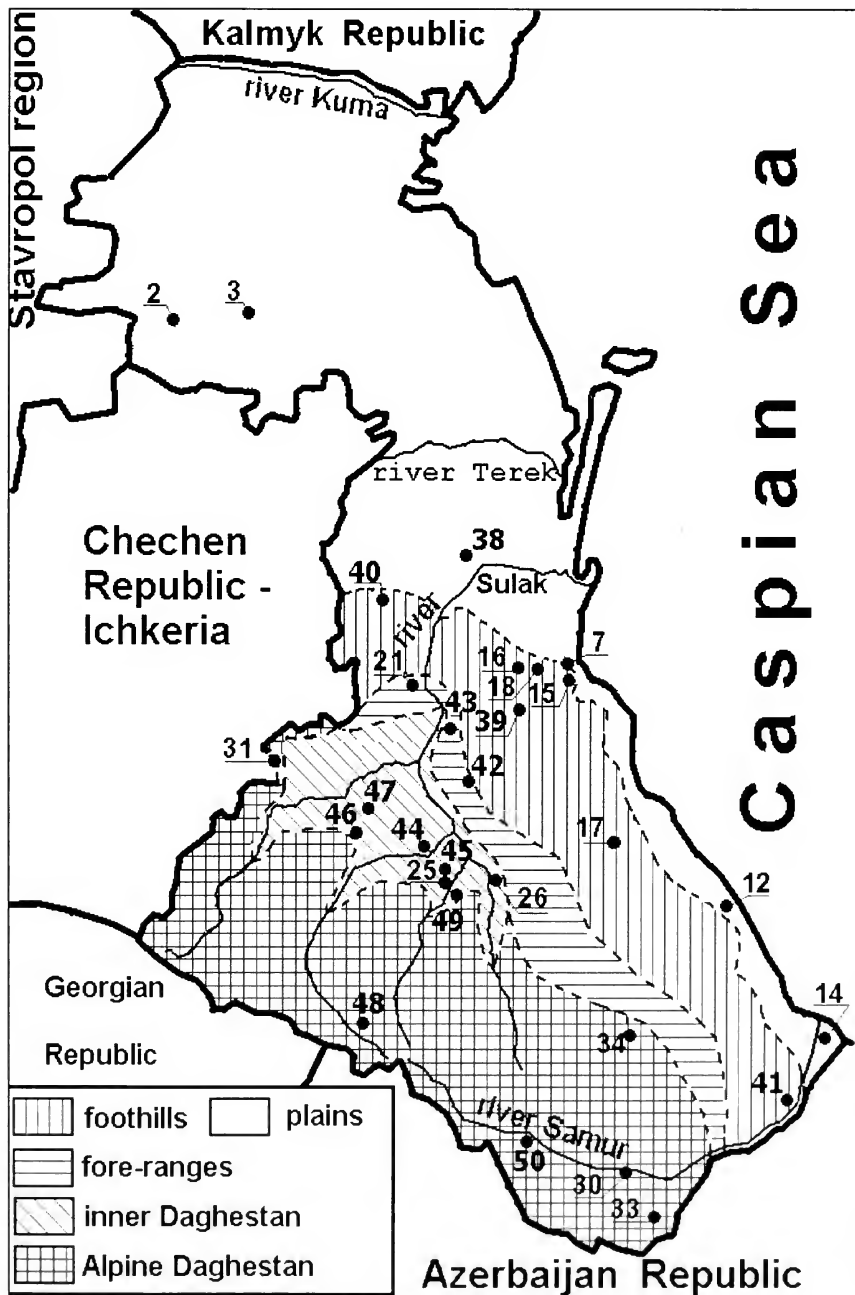 Kalmyk Republic
river Kuma
Stavropol region
Caspian Sea
2
3
river Terek
Chechen
Republic -
Ichkeria
38
Sulak
river
40
21
16
18
15
7
43
39
31
42
47
46
44
45
25
49
26
17
12
Georgian
Republic
48
34
14
41
river Samur
50
30
33
foothills
plains
fore-ranges
inner Daghestan
Alpine Daghestan
Azerbaijan Republic